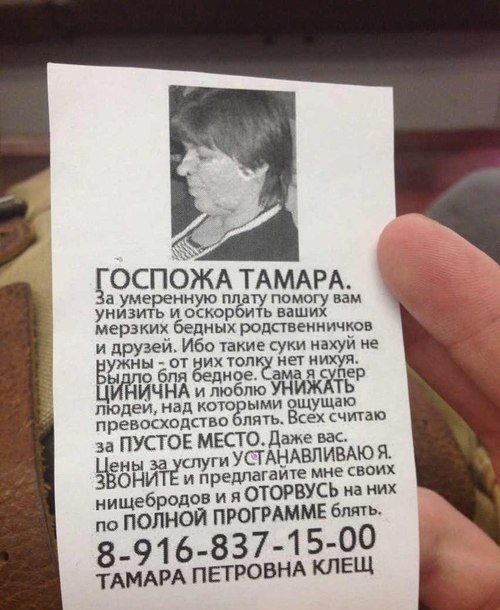 ГОСПОЖА ТАМАРА.
За умеренную плату помогу вам
унизить и оскорбить ваших
мерзких бедных родственничков
и друзей. Ибо такие суки нахуй не
нужны - от них толку нет нихуя.
Быдло бля бедное. Сама я супер
ЦИНИЧНА и люблю УНИЖАТЬ
людей, над которыми ощущаю
превосходство блять. Всех считаю
за ПУСТОЕ МЕСТО. Даже вас.
Цены за услуги УСТАНАВЛИВАЮ Я.
ЗВОНИТЕ и предлагайте мне своих
нищебродов и я ОТОРВУСЬ на них
по ПОЛНОЙ ПРОГРАММЕ блять.
8-916-837-15-00
ТАМАРА ПЕТРОВНА КЛЕЩ